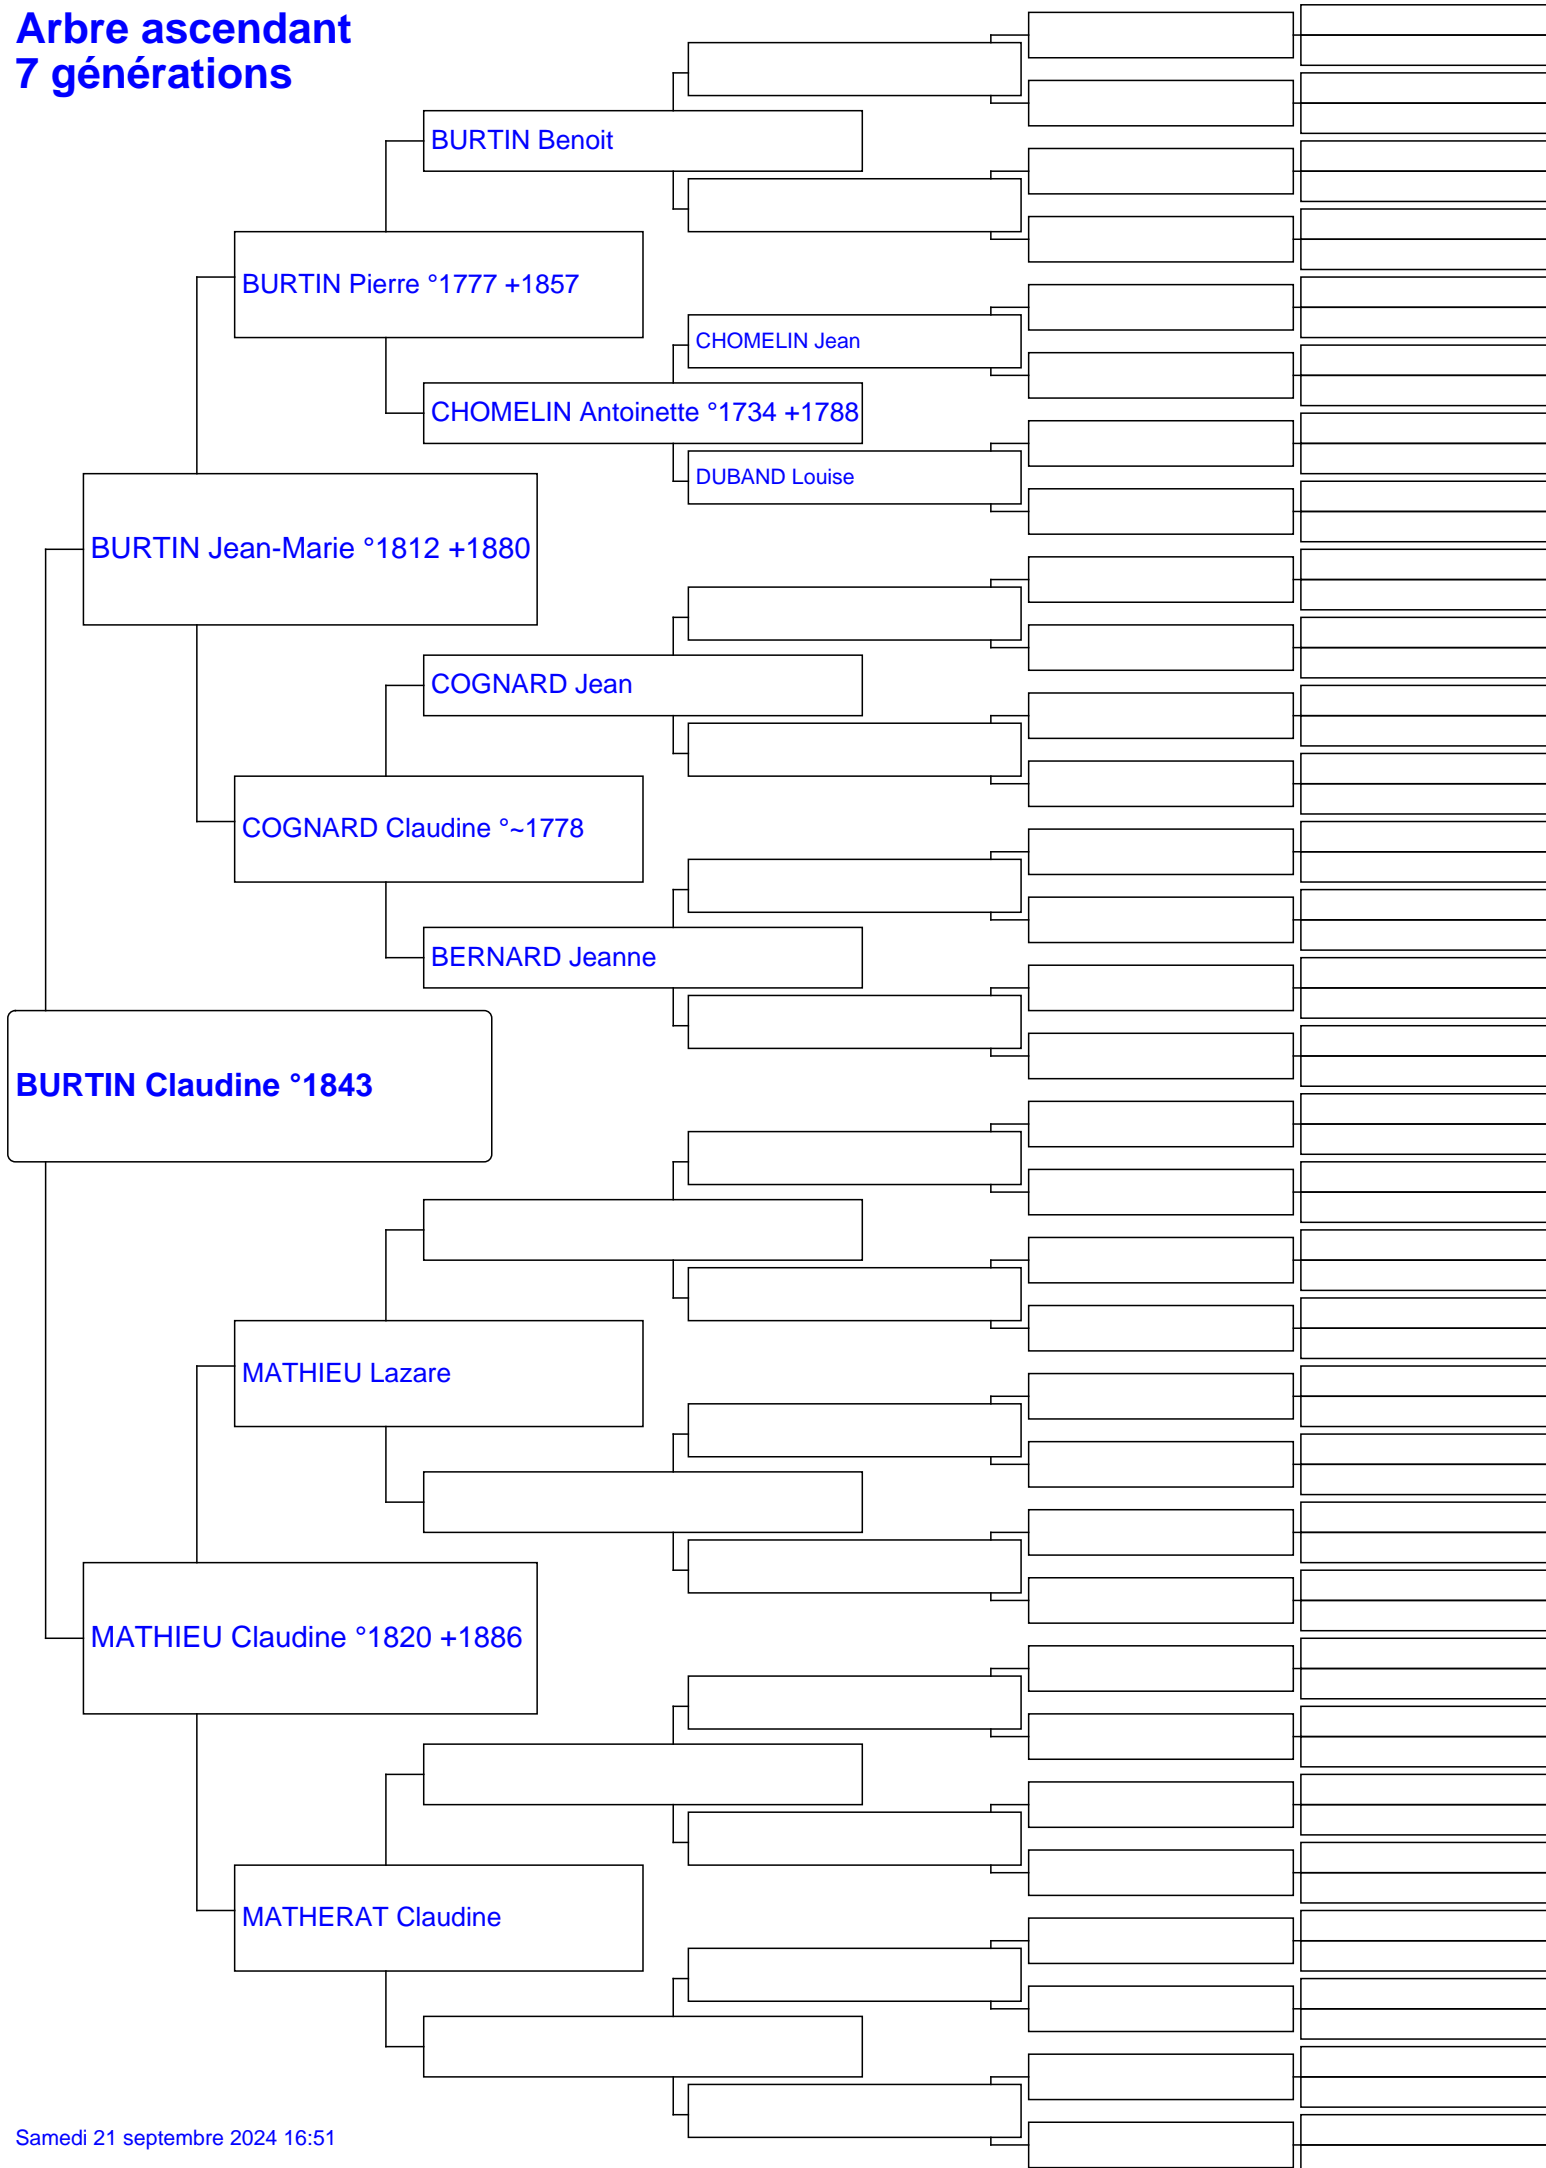 Arbre ascendant
7 générations
BURTIN Benoit
BURTIN Pierre °1777 +1857
CHOMELIN Jean
CHOMELIN Antoinette °1734 +1788
DUBAND Louise
BURTIN Jean-Marie °1812 +1880
COGNARD Jean
COGNARD Claudine °~1778
BERNARD Jeanne
BURTIN Claudine °1843
MATHIEU Lazare
MATHIEU Claudine °1820 +1886
MATHERAT Claudine
Samedi 21 septembre 2024 16:51